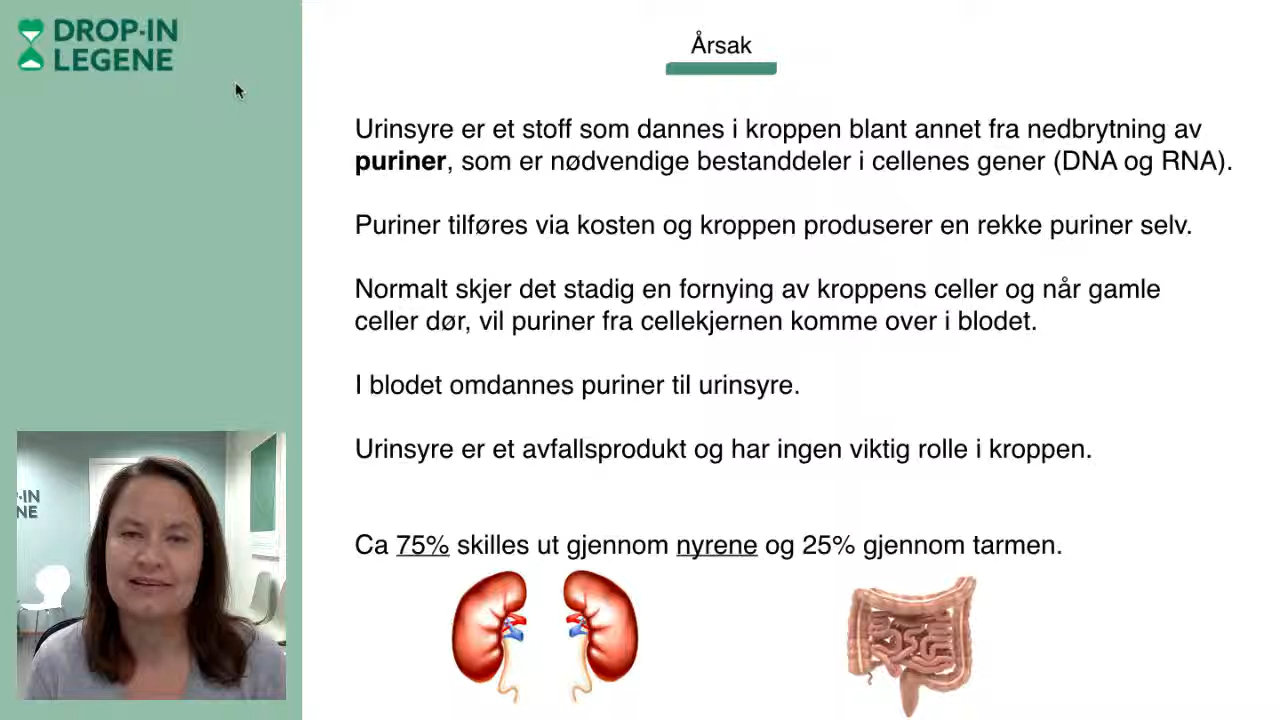 DROP-IN
LEGENE
Årsak
Urinsyre er et stoff som dannes i kroppen blant annet fra nedbrytning av
puriner, som er nødvendige bestanddeler i cellenes gener (DNA og RNA).
Puriner tilføres via kosten og kroppen produserer en rekke puriner selv.
Normalt skjer det stadig en fornying av kroppens celler og når gamle
celler dør, vil puriner fra cellekjernen komme over i blodet.
I blodet omdannes puriner til urinsyre.
Urinsyre er et avfallsprodukt og har ingen viktig rolle i kroppen.
Ca 75% skilles ut gjennom nyrene og 25% gjennom tarmen.
-IN
NE